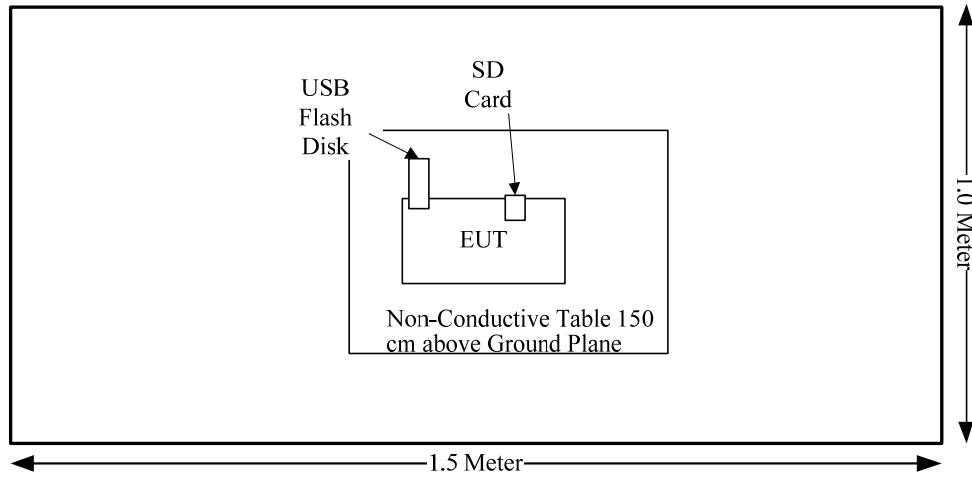 USB
Flash
Disk
SD
Card
EUT
Non-Conductive Table 150
cm above Ground Plane
1.0 Meter
1.5 Meter